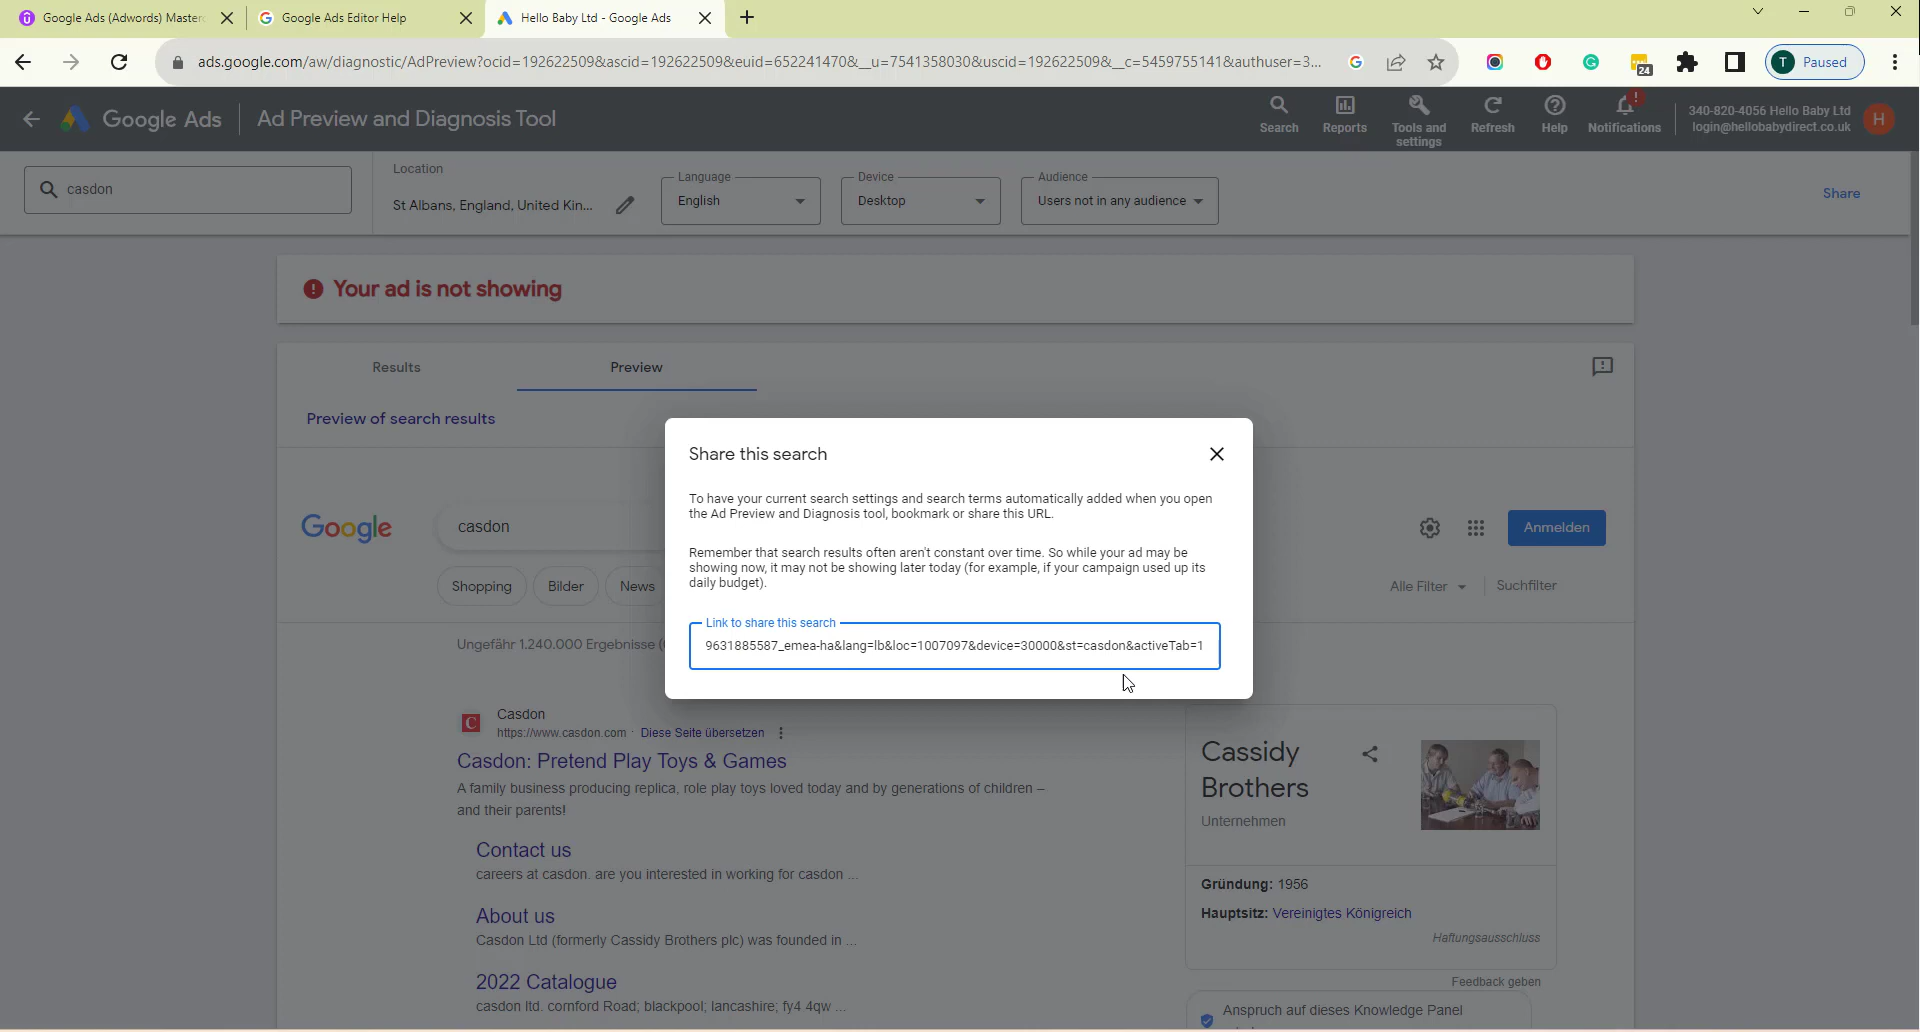 Google Ads (Adwords) Master
Google Ads Editor Help
Hello Baby Ltd - Google Ads
ads.google.com/aw/diagnostic/AdPreview?ocid=192622509&ascid=192622509&euid=652241470&__u=7541358030&uscid=192622509&__c=5459755141&authuser=3...
24
T
Paused
Google Ads
Ad Preview and Diagnosis Tool
Search
Reports
Tools and
settings
Refresh
Help
Notifications
340-820-4056 Hello Baby Ltd
login@hellobabydirect.co.uk
H
casdon
Location
St Albans, England, United Kin...
Language
English
Device
Desktop
Audience
Users not in any audience
Share
Your ad is not showing
Results
Preview
Preview of search results
Share this search
To have your current search settings and search terms automatically added when you open
the Ad Preview and Diagnosis tool, bookmark or share this URL.
Remember that search results often aren't constant over time. So while your ad may be
showing now, it may not be showing later today (for example, if your campaign used up its
daily budget).
Link to share this search
9631885587_emea-ha&lang=lb&loc=1007097&device=30000&st=casdon&activeTab=1
Google
casdon
Anmelden
Shopping
Bilder
News
Alle Filter
Suchfilter
Ungefähr 1.240.000 Ergebnisse (
C
Casdon
https://www.casdon.com · Diese Seite übersetzen
Casdon: Pretend Play Toys & Games
A family business producing replica, role play toys loved today and by generations of children –
and their parents!
Contact us
careers at casdon. are you interested in working for casdon ...
About us
Casdon Ltd (formerly Cassidy Brothers plc) was founded in ...
2022 Catalogue
casdon ltd. cornford Road; blackpool; lancashire; fy4 4qw ...
Cassidy
Brothers
Unternehmen
Gründung: 1956
Hauptsitz: Vereinigtes Königreich
Haftungsausschluss
Feedback geben
Anspruch auf dieses Knowledge Panel